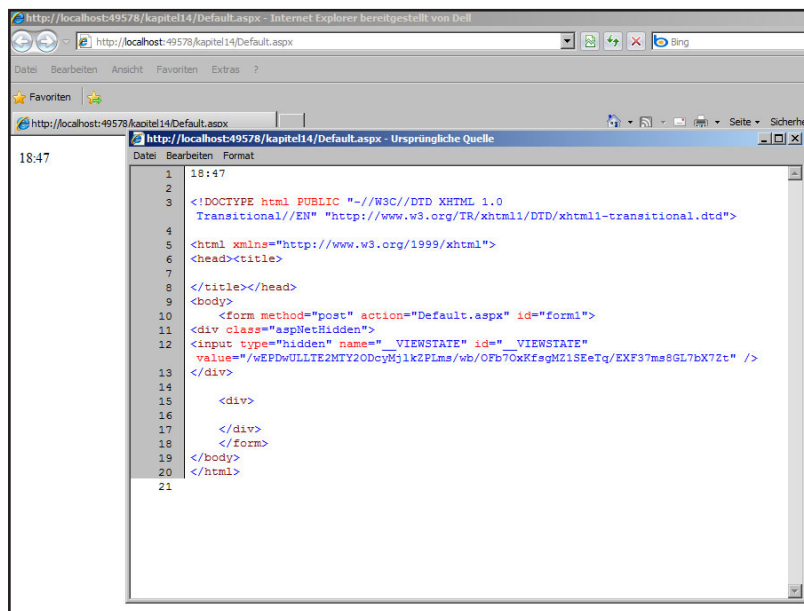 http://localhost:49578/kapitel14/Default.aspx - Internet Explorer bereitgestellt von Dell
http://localhost:49578/kapitel14/Default.aspx
Bing
Datei Bearbeiten Ansicht Favoriten Extras ?
Favoriten
http://localhost:49578/kapitel14/Default.aspx
Seite Sicherhe
18:47
http://localhost:49578/kapitel14/Default.aspx - Ursprüngliche Quelle
Datei Bearbeiten Format
1 18:47
2
3 <!DOCTYPE html PUBLIC "-//W3C//DTD XHTML 1.0
Transitional//EN" "http://www.w3.org/TR/xhtml1/DTD/xhtml1-transitional.dtd">
4
5 <html xmlns="http://www.w3.org/1999/xhtml">
6 <head><title>
7
8 </title></head>
9 <body>
10 <form method="post" action="Default.aspx" id="form1">
11 <div class="aspNetHidden">
12 <input type="hidden" name="__VIEWSTATE" id="__VIEWSTATE"
value="/wEPDwULLTE2MTY2ODcyMjlkZPLms/wb/OFb7OxKfsgMZ1SEeTq/EXF37ms8GL7bX7Zt" />
13 </div>
14
15 <div>
16
17 </div>
18 </form>
19 </body>
20 </html>
21